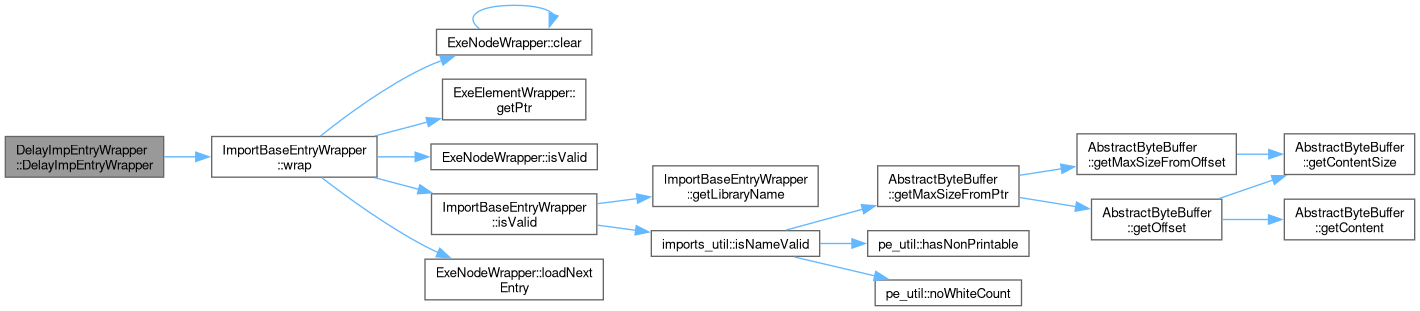 DelayImpEntryWrapper
::DelayImpEntryWrapper
ImportBaseEntryWrapper
::wrap
ExeNodeWrapper::clear
ExeElementWrapper::
getPtr
ExeNodeWrapper::isValid
ImportBaseEntryWrapper
::isValid
ExeNodeWrapper::loadNext
Entry
ImportBaseEntryWrapper
::getLibraryName
imports_util::isNameValid
AbstractByteBuffer
::getMaxSizeFromPtr
pe_util::hasNonPrintable
pe_util::noWhiteCount
AbstractByteBuffer
::getMaxSizeFromOffset
AbstractByteBuffer
::getOffset
AbstractByteBuffer
::getContentSize
AbstractByteBuffer
::getContent